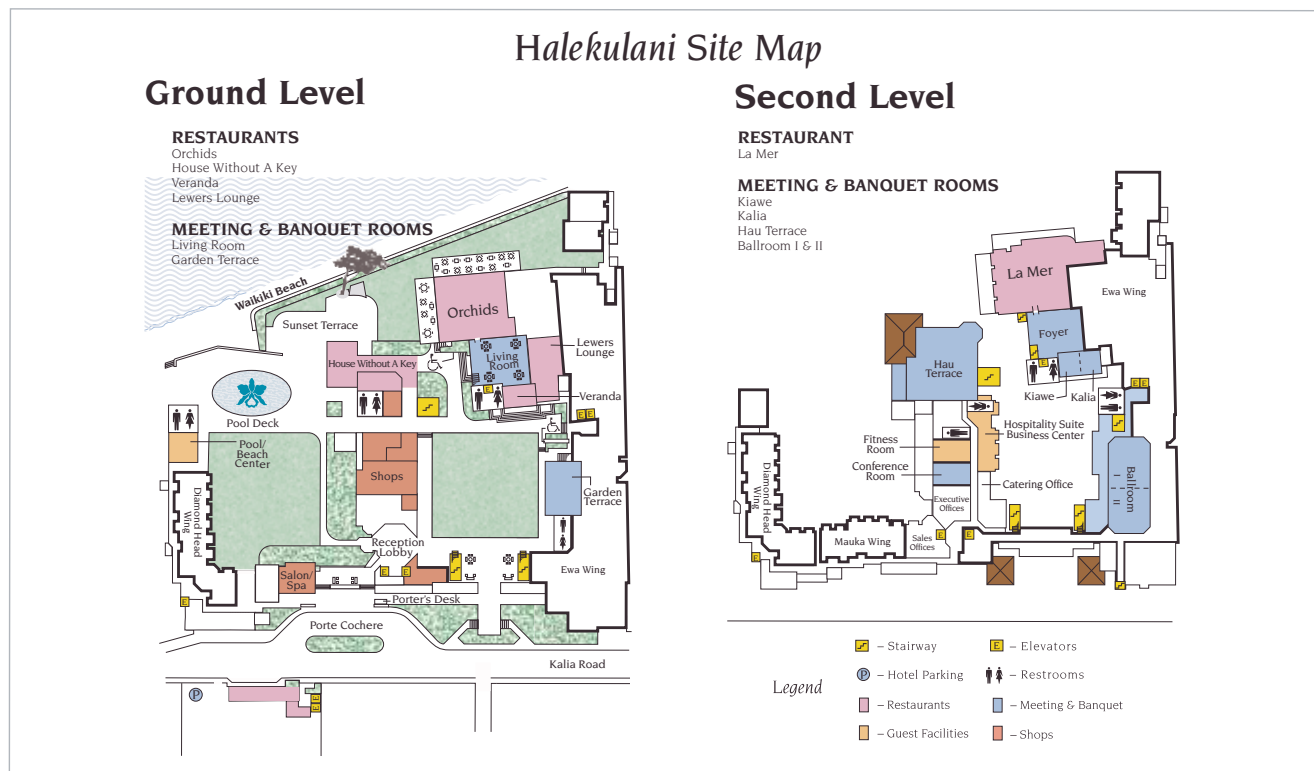 Halekulani Site Map
Ground Level
RESTAURANTS
Orchids
House Without A Key
Veranda
Lewers Lounge
MEETING & BANQUET ROOMS
Living Room
Garden Terrace
Waikiki Beach
Sunset Terrace
Orchids
House Without A Key
Living
Room
Lewers
Lounge
Veranda
E
E E
Pool Deck
Pool/
Beach
Center
Shops
Garden
Terrace
Diamond Head
Wing
Reception
Lobby
E E
Salon/
Spa
Ewa Wing
E
Porter's Desk
Porte Cochere
Kalia Road
P
E
E
Second Level
RESTAURANT
La Mer
MEETING & BANQUET ROOMS
Kiawe
Kalia
Hau Terrace
Ballroom I & II
La Mer
Ewa Wing
Foyer
Hau
Terrace
E
Kiawe
Kalia
E E
Hospitality Suite
Business Center
Fitness
Room
Conference
Room
Catering Office
Ballroom
I
II
Executive
Offices
Diamond Head
Wing
Mauka Wing
Sales
Offices
E
E
E
Legend
– Stairway
E – Elevators
P – Hotel Parking
– Restrooms
– Restaurants
– Meeting & Banquet
– Guest Facilities
– Shops